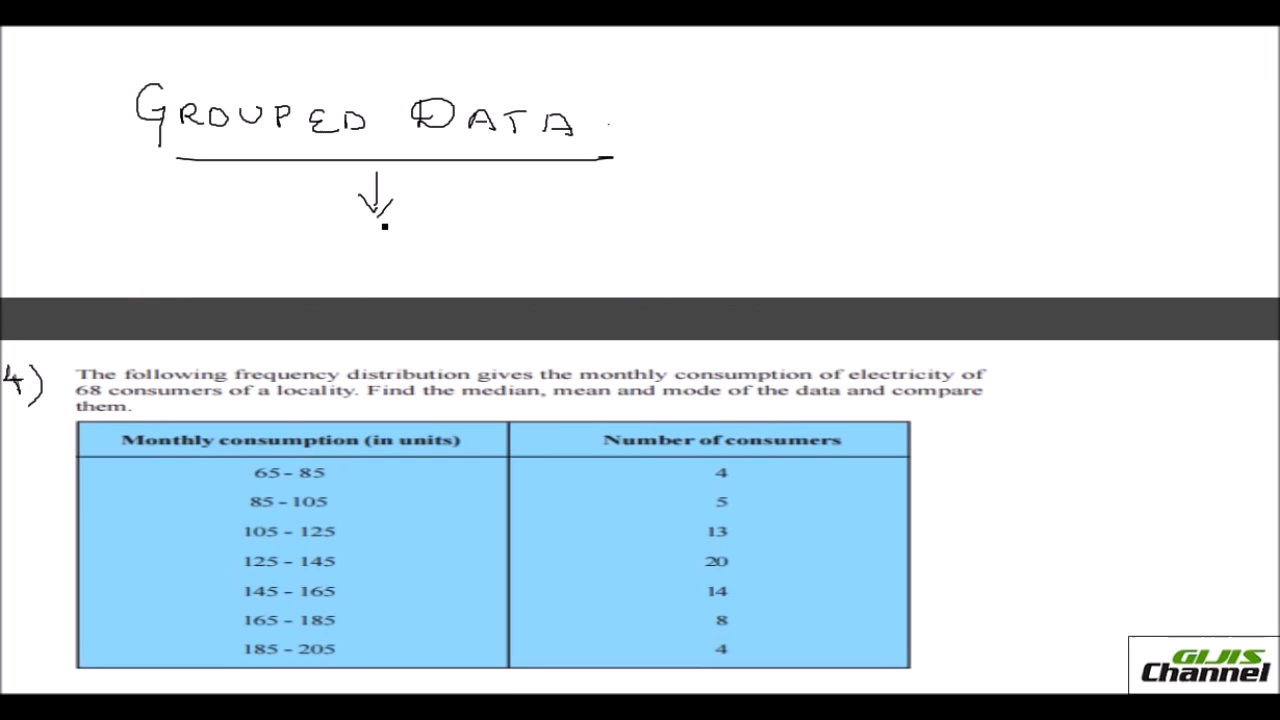 GROUPED DATA
4)
The following frequency distribution gives the monthly consumption of electricity of
68 consumers of a locality. Find the median, mean and mode of the data and compare
them.
Monthly consumption (in units) Number of consumers
65 - 85 4
85 - 105 5
105 - 125 13
125 - 145 20
145 - 165 14
165 - 185 8
185 - 205 4
GIJIS
Channel